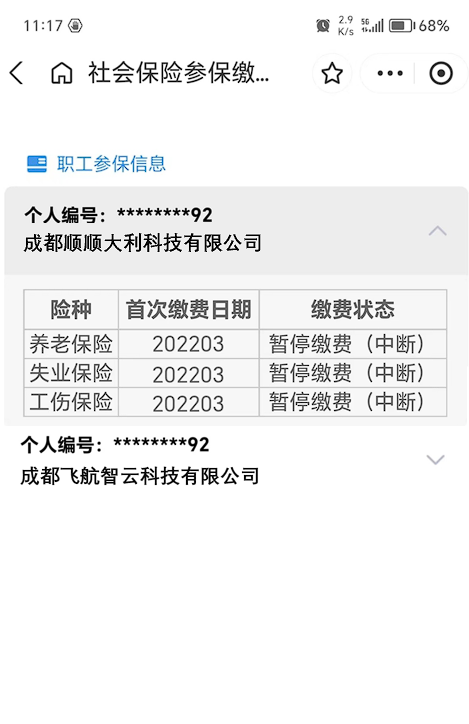 11:17 2.9 K/s 5G 68%
社会保险参保缴...
职工参保信息
个人编号：********92
成都顺顺大利科技有限公司
险种 首次缴费日期 缴费状态
养老保险 202203 暂停缴费（中断）
失业保险 202203 暂停缴费（中断）
工伤保险 202203 暂停缴费（中断）
个人编号：********92
成都飞航智云科技有限公司